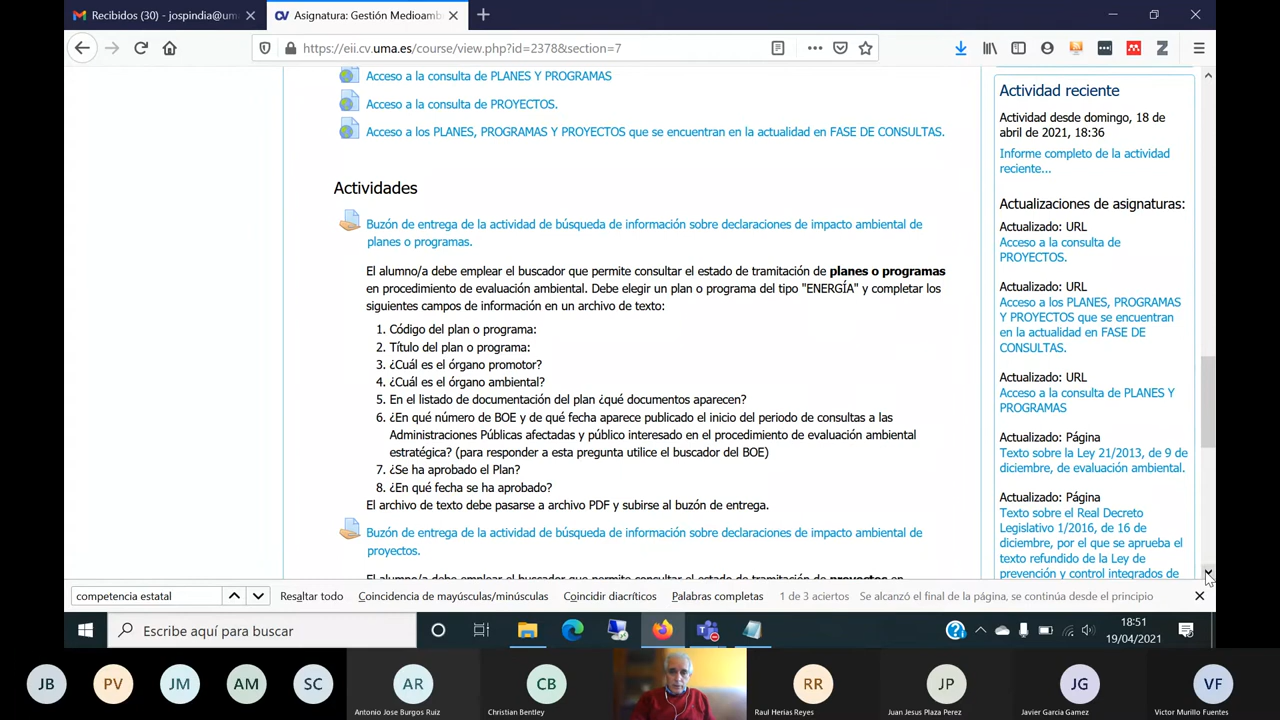 Recibidos (30) - jospindia@um
Asignatura: Gestión Medioamb
https://eii.cv.uma.es/course/view.php?id=2378&section=7
Acceso a la consulta de PLANES Y PROGRAMAS
Acceso a la consulta de PROYECTOS.
Acceso a los PLANES, PROGRAMAS Y PROYECTOS que se encuentran en la actualidad en FASE DE CONSULTAS.
Actividades
Buzón de entrega de la actividad de búsqueda de información sobre declaraciones de impacto ambiental de
planes o programas.
El alumno/a debe emplear el buscador que permite consultar el estado de tramitación de planes o programas
en procedimiento de evaluación ambiental. Debe elegir un plan o programa del tipo "ENERGÍA" y completar los
siguientes campos de información en un archivo de texto:
1. Código del plan o programa:
2. Título del plan o programa:
3. ¿Cuál es el órgano promotor?
4. ¿Cuál es el órgano ambiental?
5. En el listado de documentación del plan ¿qué documentos aparecen?
6. ¿En qué número de BOE y de qué fecha aparece publicado el inicio del periodo de consultas a las
Administraciones Públicas afectadas y público interesado en el procedimiento de evaluación ambiental
estratégica? (para responder a esta pregunta utilice el buscador del BOE)
7. ¿Se ha aprobado el Plan?
8. ¿En qué fecha se ha aprobado?
El archivo de texto debe pasarse a archivo PDF y subirse al buzón de entrega.
Buzón de entrega de la actividad de búsqueda de información sobre declaraciones de impacto ambiental de
proyectos.
El alumno/a debe emplear el buscador que permite consultar el estado de tramitación de proyectos en
Actividad reciente
Actividad desde domingo, 18 de
abril de 2021, 18:36
Informe completo de la actividad
reciente...
Actualizaciones de asignaturas:
Actualizado: URL
Acceso a la consulta de
PROYECTOS.
Actualizado: URL
Acceso a los PLANES, PROGRAMAS
Y PROYECTOS que se encuentran
en la actualidad en FASE DE
CONSULTAS.
Actualizado: URL
Acceso a la consulta de PLANES Y
PROGRAMAS
Actualizado: Página
Texto sobre la Ley 21/2013, de 9 de
diciembre, de evaluación ambiental.
Actualizado: Página
Texto sobre el Real Decreto
Legislativo 1/2016, de 16 de
diciembre, por el que se aprueba el
texto refundido de la Ley de
prevención y control integrados de
competencia estatal
Resaltar todo
Coincidencia de mayúsculas/minúsculas
Coincidir diacríticos
Palabras completas
1 de 3 aciertos
Se alcanzó el final de la página, se continúa desde el principio
Escribe aquí para buscar
18:51
19/04/2021
JB
PV
JM
AM
SC
AR
Antonio Jose Burgos Ruiz
CB
Christian Bentley
RR
Raul Herias Reyes
JP
Juan Jesus Plaza Perez
JG
Javier Garcia Gamez
VF
Victor Murillo Fuentes